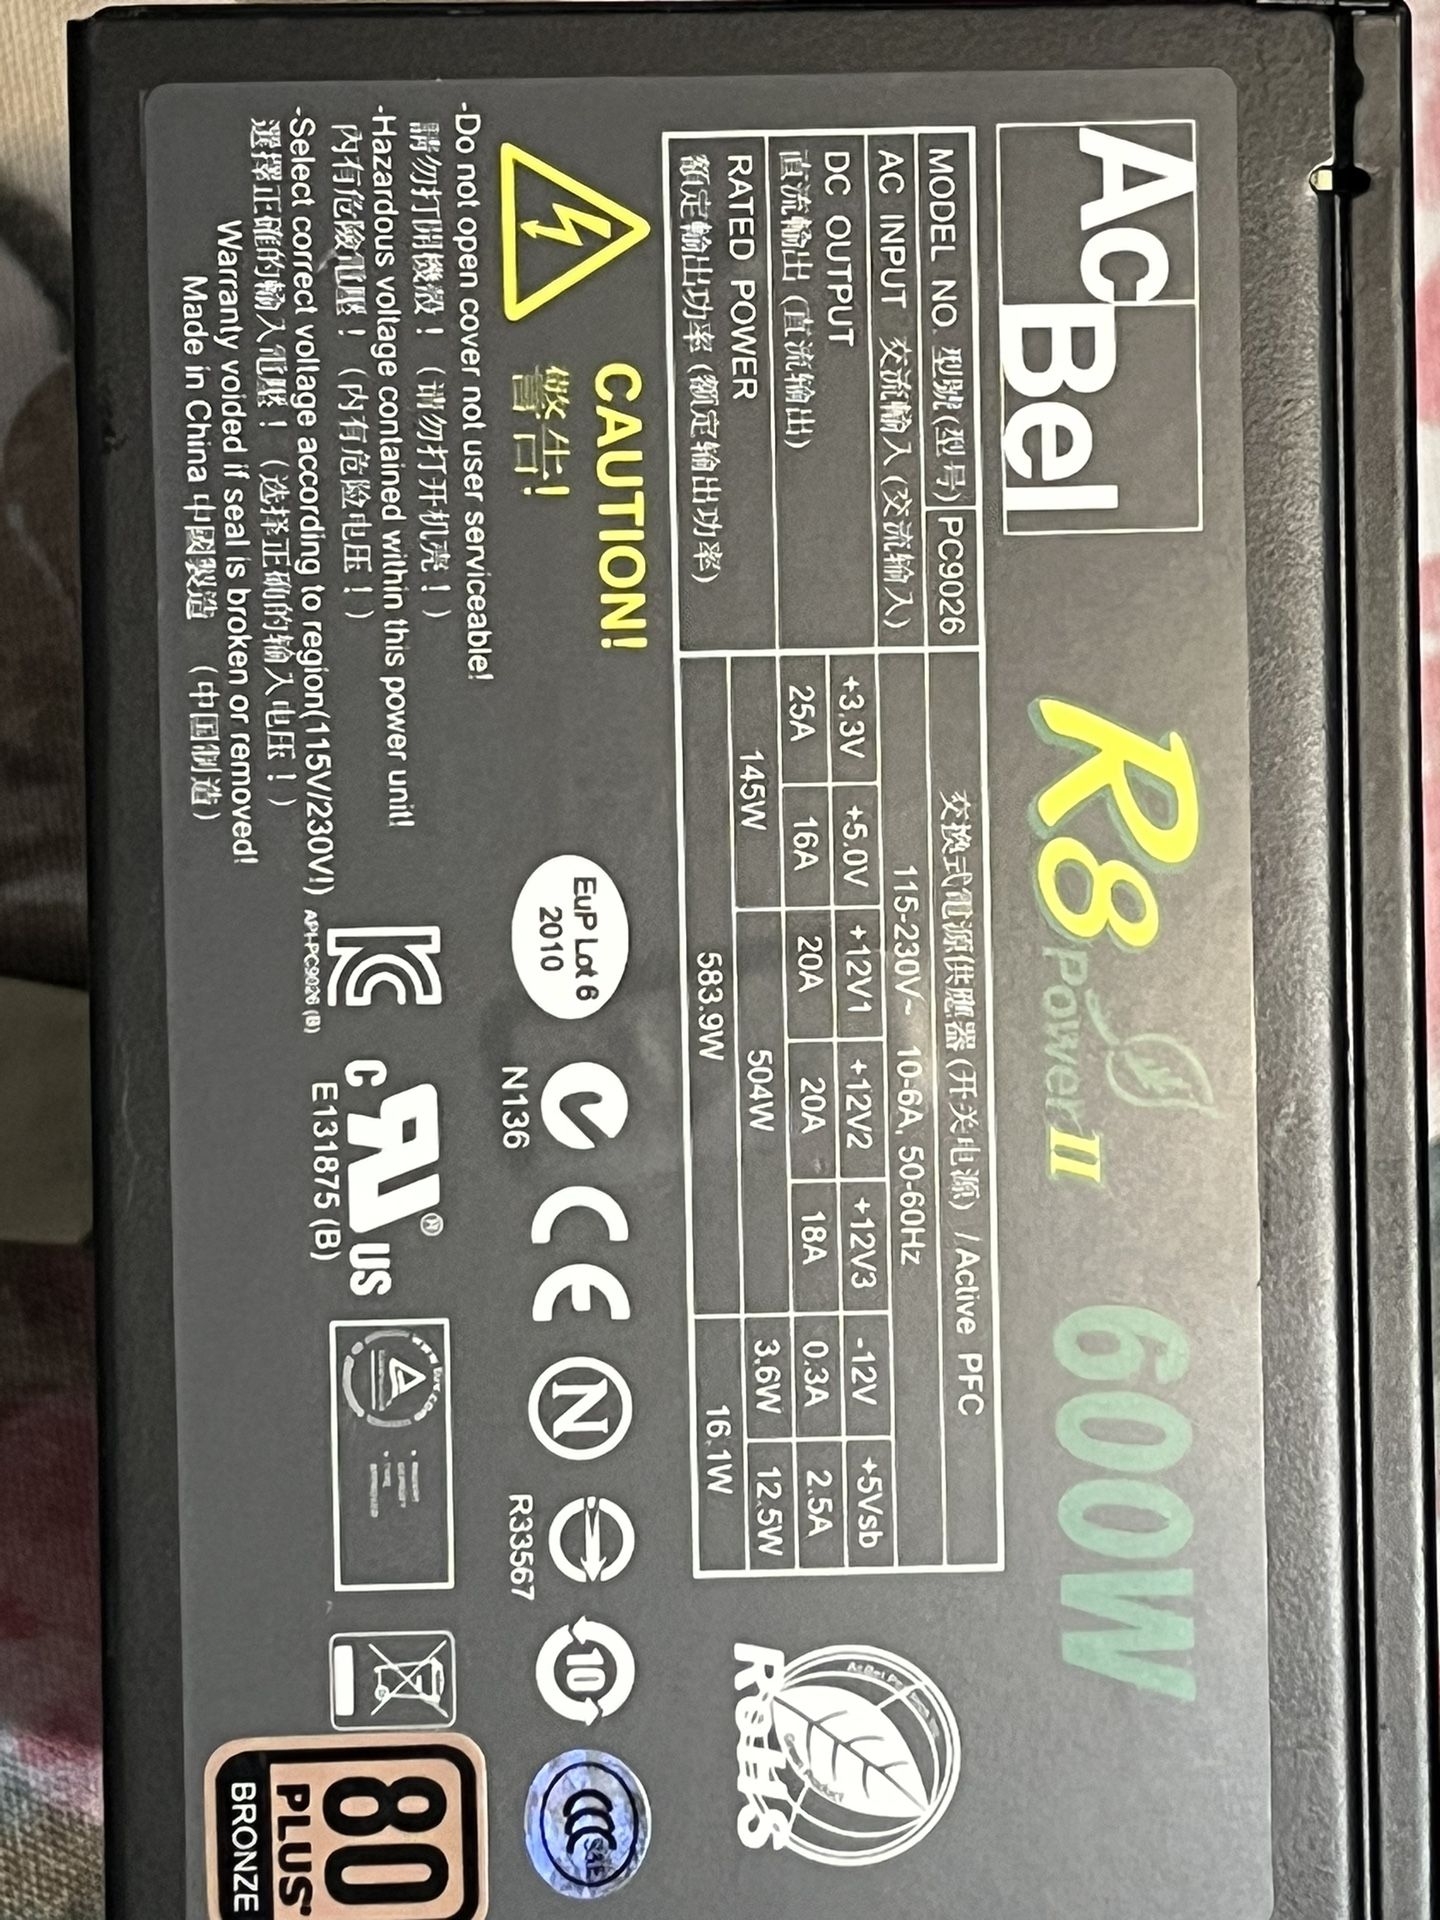 AcBel
R8 Power II 600W
MODEL NO. 型號(型号) PC9026 交換式電源供應器(开关电源) / Active PFC
AC INPUT 交流輸入(交流输入) 115-230V~ 10-6A, 50-60Hz
DC OUTPUT +3.3V +5.0V +12V1 +12V2 +12V3 -12V +5Vsb
直流輸出(直流输出) 25A 16A 20A 20A 18A 0.3A 2.5A
RATED POWER 145W 504W 3.6W 12.5W
額定輸出功率(额定输出功率) 583.9W 16.1W
RoHS
CAUTION!
警告!
-Do not open cover not user serviceable!
請勿打開機殼!(请勿打开机壳!)
-Hazardous voltage contained within this power unit!
內有危險電壓!(内有危险电压!)
-Select correct voltage according to region(115V/230V!)
選擇正確的輸入電壓!(选择正确的输入电压!)
Warranty voided if seal is broken or removed!
Made in China 中國製造 (中国制造)
EuP Lot 6
2010
N136
CE
N
R33567
10
CCC
S&E
API-PC9026 (B)
C UR US
®
E131875 (B)
80
PLUS
BRONZE